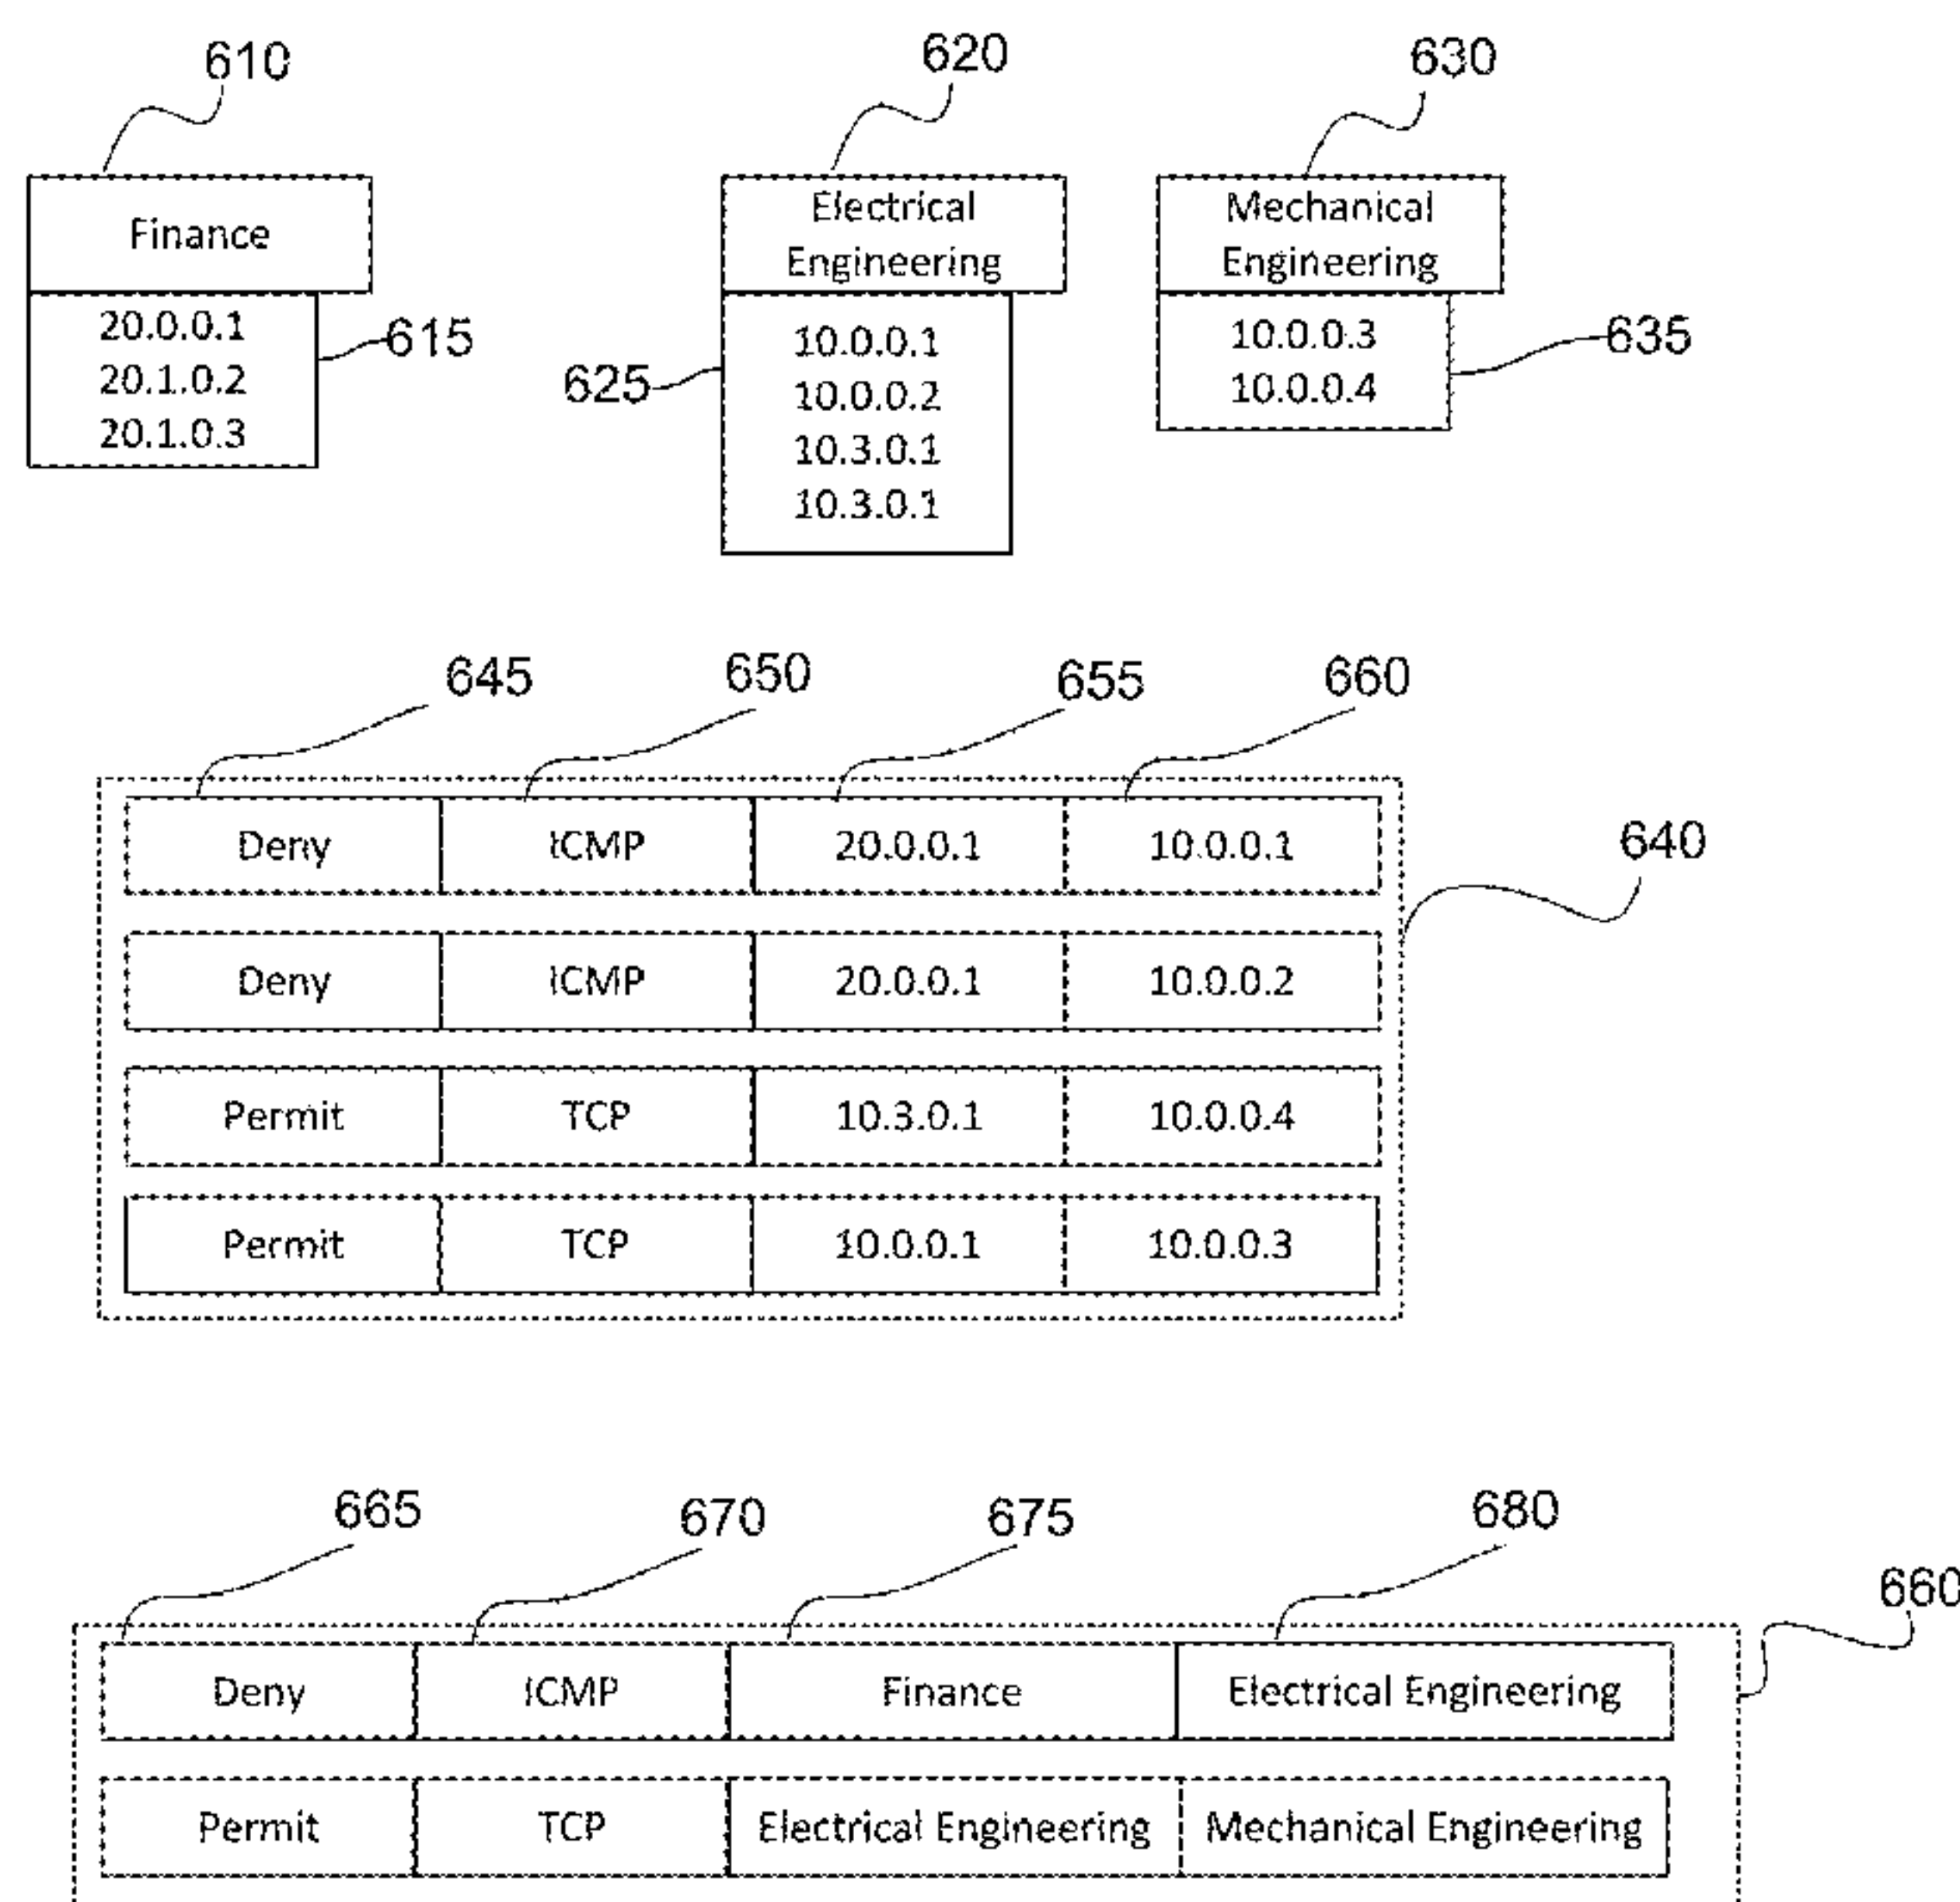 610
620
630
Finance
Electrical
Engineering
Mechanical
Engineering
20.0.0.1
20.1.0.2
20.1.0.3
615
625
10.0.0.1
10.0.0.2
10.3.0.1
10.3.0.1
10.0.0.3
10.0.0.4
635
645
650
655
660
Deny ICMP 20.0.0.1 10.0.0.1
640
Deny ICMP 20.0.0.1 10.0.0.2
Permit TCP 10.3.0.1 10.0.0.4
Permit TCP 10.0.0.1 10.0.0.3
665
670
675
680
660
Deny ICMP Finance Electrical Engineering
Permit TCP Electrical Engineering Mechanical Engineering